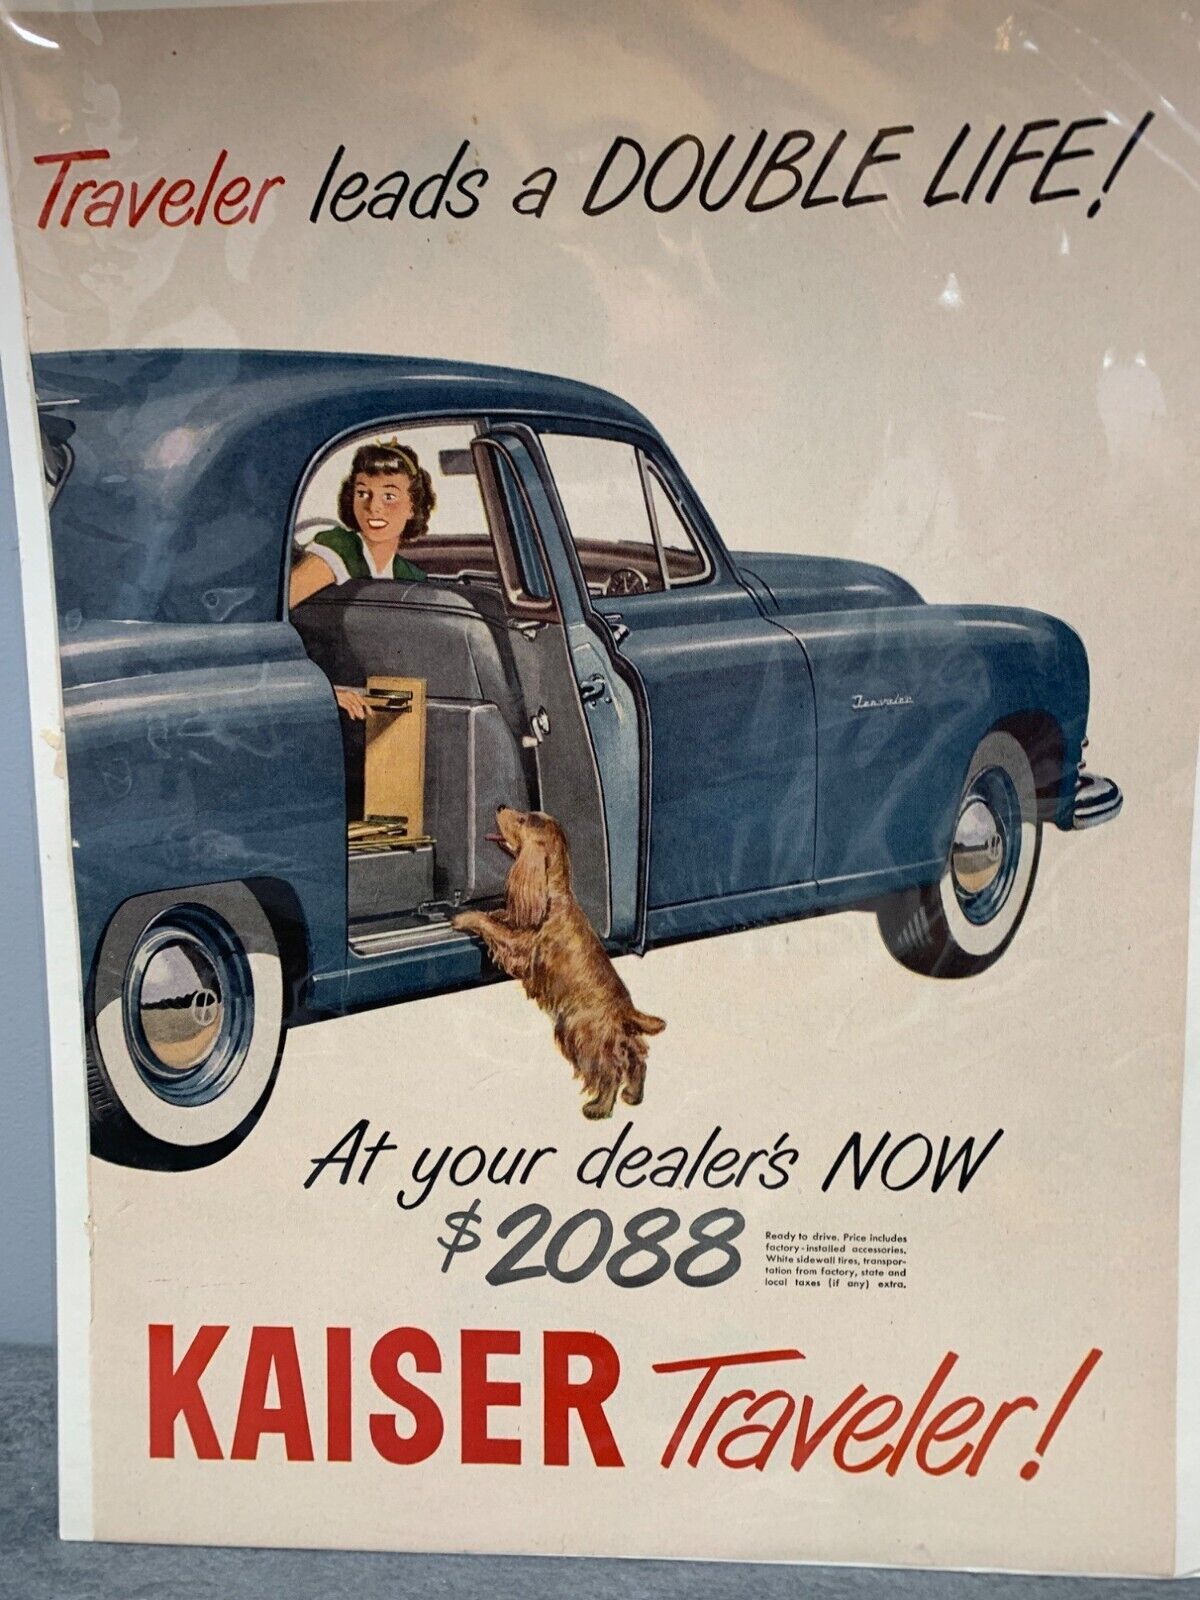 Traveler leads a DOUBLE LIFE!
Traveler
At your dealer's NOW
$2088
Ready to drive. Price includes
factory-installed accessories.
White sidewall tires, transpor-
tation from factory, state and
local taxes (if any) extra.
KAISER Traveler!